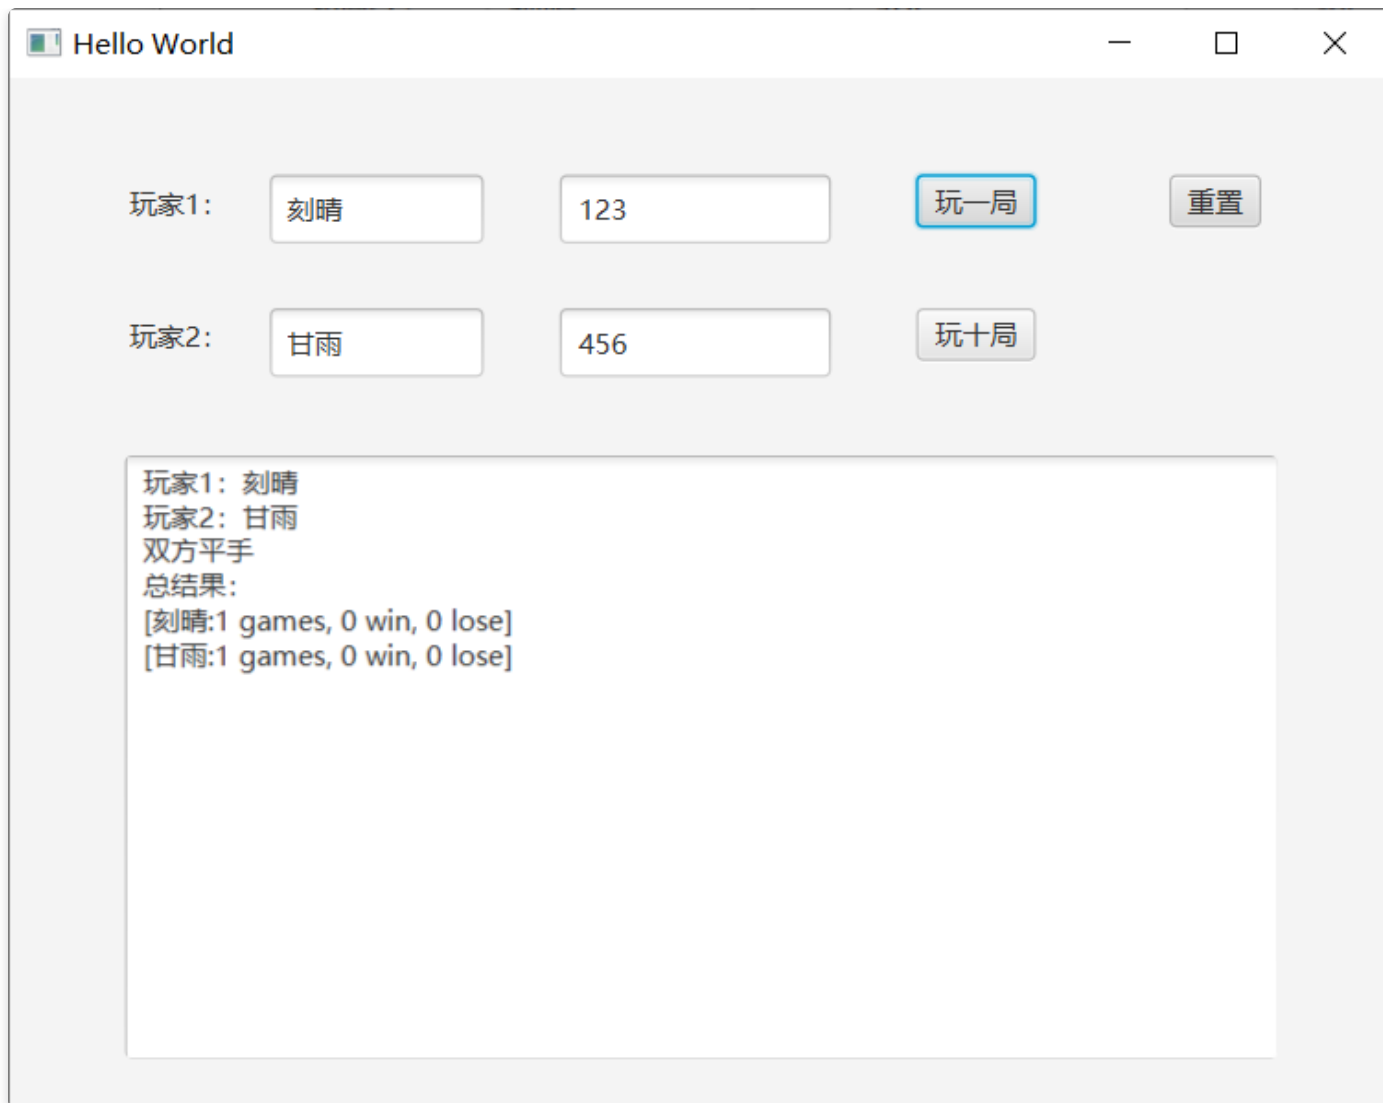 Hello World
玩家1： 刻晴 123 玩一局 重置
玩家2： 甘雨 456 玩十局
玩家1：刻晴
玩家2：甘雨
双方平手
总结果：
[刻晴:1 games, 0 win, 0 lose]
[甘雨:1 games, 0 win, 0 lose]